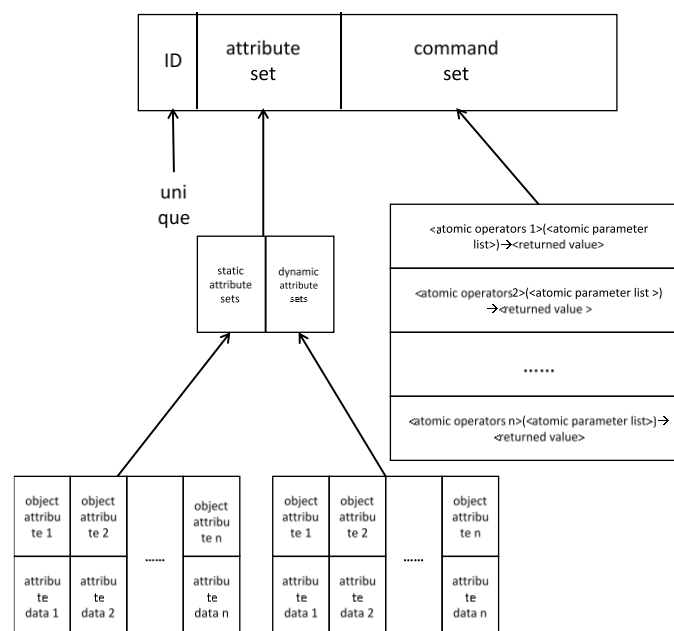 ID
attribute
set
command
set
uni
que
static
attribute
sets
dynamic
attribute
sets
<atomic operators 1>(<atomic parameter
list>)→<returned value>
<atomic operators2>(<atomic parameter list >)
→<returned value >
......
<atomic operators n>(<atomic parameter list>)→
<returned value>
object
attribu
te 1
object
attribu
te 2
......
object
attribu
te n
attribu
te
data 1
attribu
te
data 2
attribu
te
data n
object
attribu
te 1
object
attribu
te 2
......
object
attribu
te n
attribu
te
data 1
attribu
te
data 2
attribu
te
data n